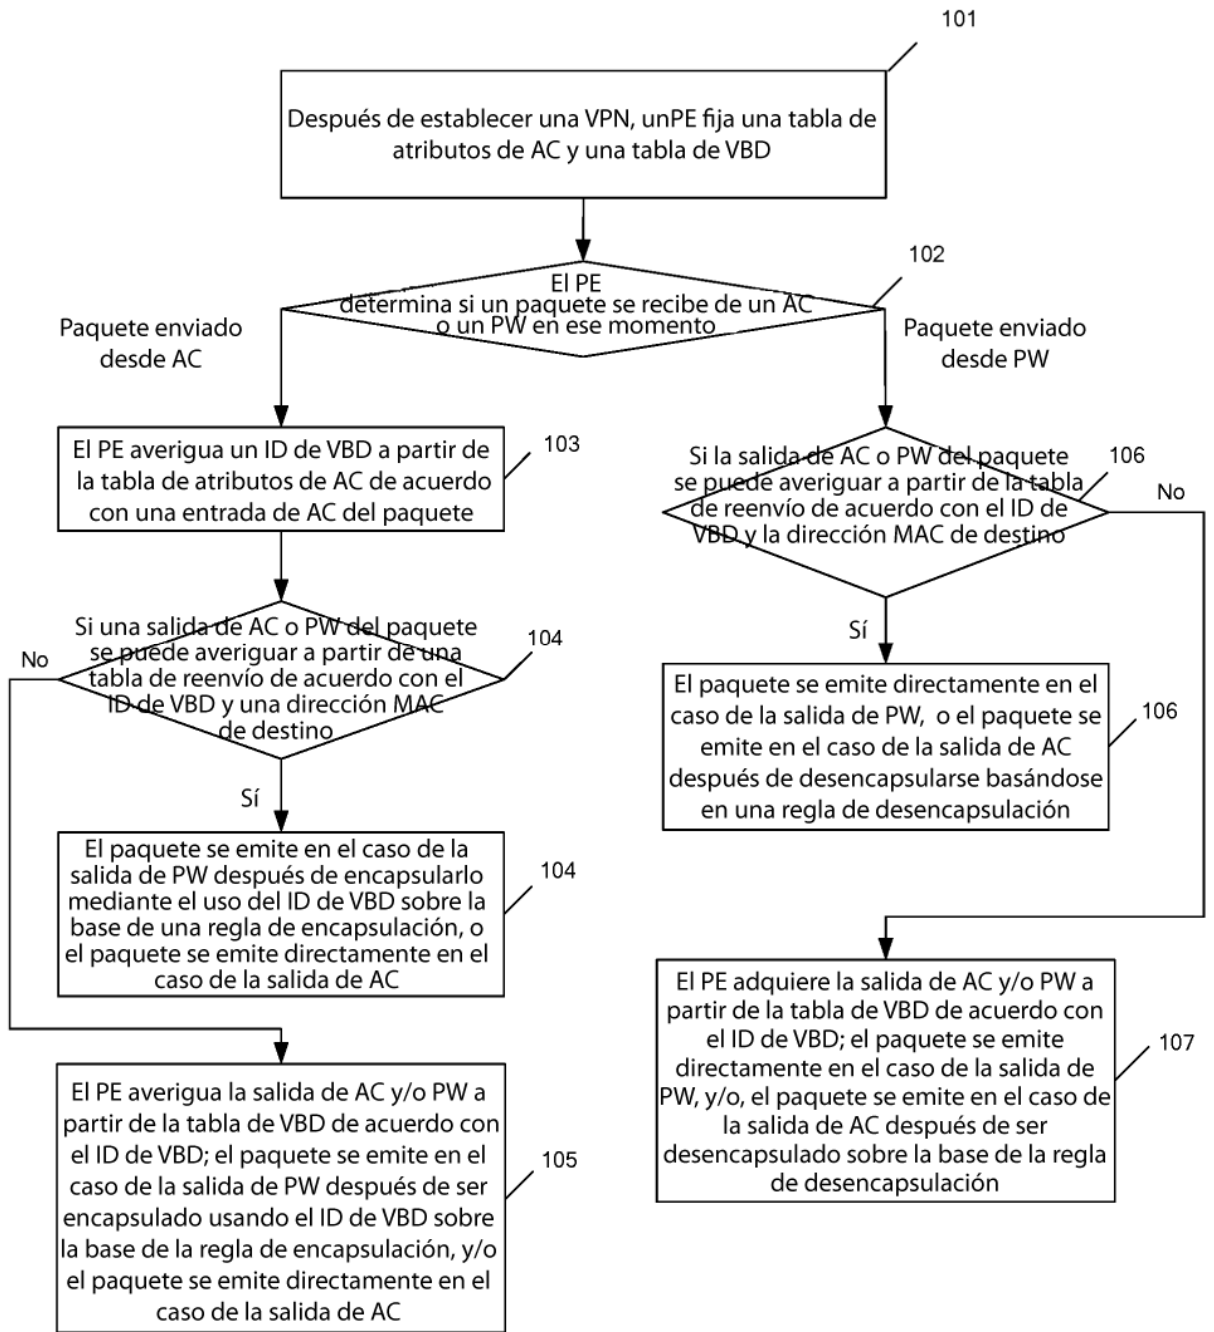 101
Después de establecer una VPN, unPE fija una tabla de
atributos de AC y una tabla de VBD
102
El PE
determina si un paquete se recibe de un AC
o un PW en ese momento
Paquete enviado
desde AC
Paquete enviado
desde PW
103
El PE averigua un ID de VBD a partir de
la tabla de atributos de AC de acuerdo
con una entrada de AC del paquete
104
Si una salida de AC o PW del paquete
se puede averiguar a partir de una
tabla de reenvío de acuerdo con el
ID de VBD y una dirección MAC
de destino
No
Sí
104
El paquete se emite en el caso de la
salida de PW después de encapsularlo
mediante el uso del ID de VBD sobre la
base de una regla de encapsulación, o
el paquete se emite directamente en el
caso de la salida de AC
105
El PE averigua la salida de AC y/o PW a
partir de la tabla de VBD de acuerdo con
el ID de VBD; el paquete se emite en el
caso de la salida de PW después de ser
encapsulado usando el ID de VBD sobre
la base de la regla de encapsulación, y/o
el paquete se emite directamente en el
caso de la salida de AC
106
Si la salida de AC o PW del paquete
se puede averiguar a partir de la tabla
de reenvío de acuerdo con el ID de
VBD y la dirección MAC de destino
No
Sí
106
El paquete se emite directamente en el
caso de la salida de PW, o el paquete se
emite en el caso de la salida de AC
después de desencapsularse basándose
en una regla de desencapsulación
107
El PE adquiere la salida de AC y/o PW a
partir de la tabla de VBD de acuerdo con
el ID de VBD; el paquete se emite
directamente en el caso de la salida de
PW, y/o, el paquete se emite en el caso de
la salida de AC después de ser
desencapsulado sobre la base de la regla
de desencapsulación